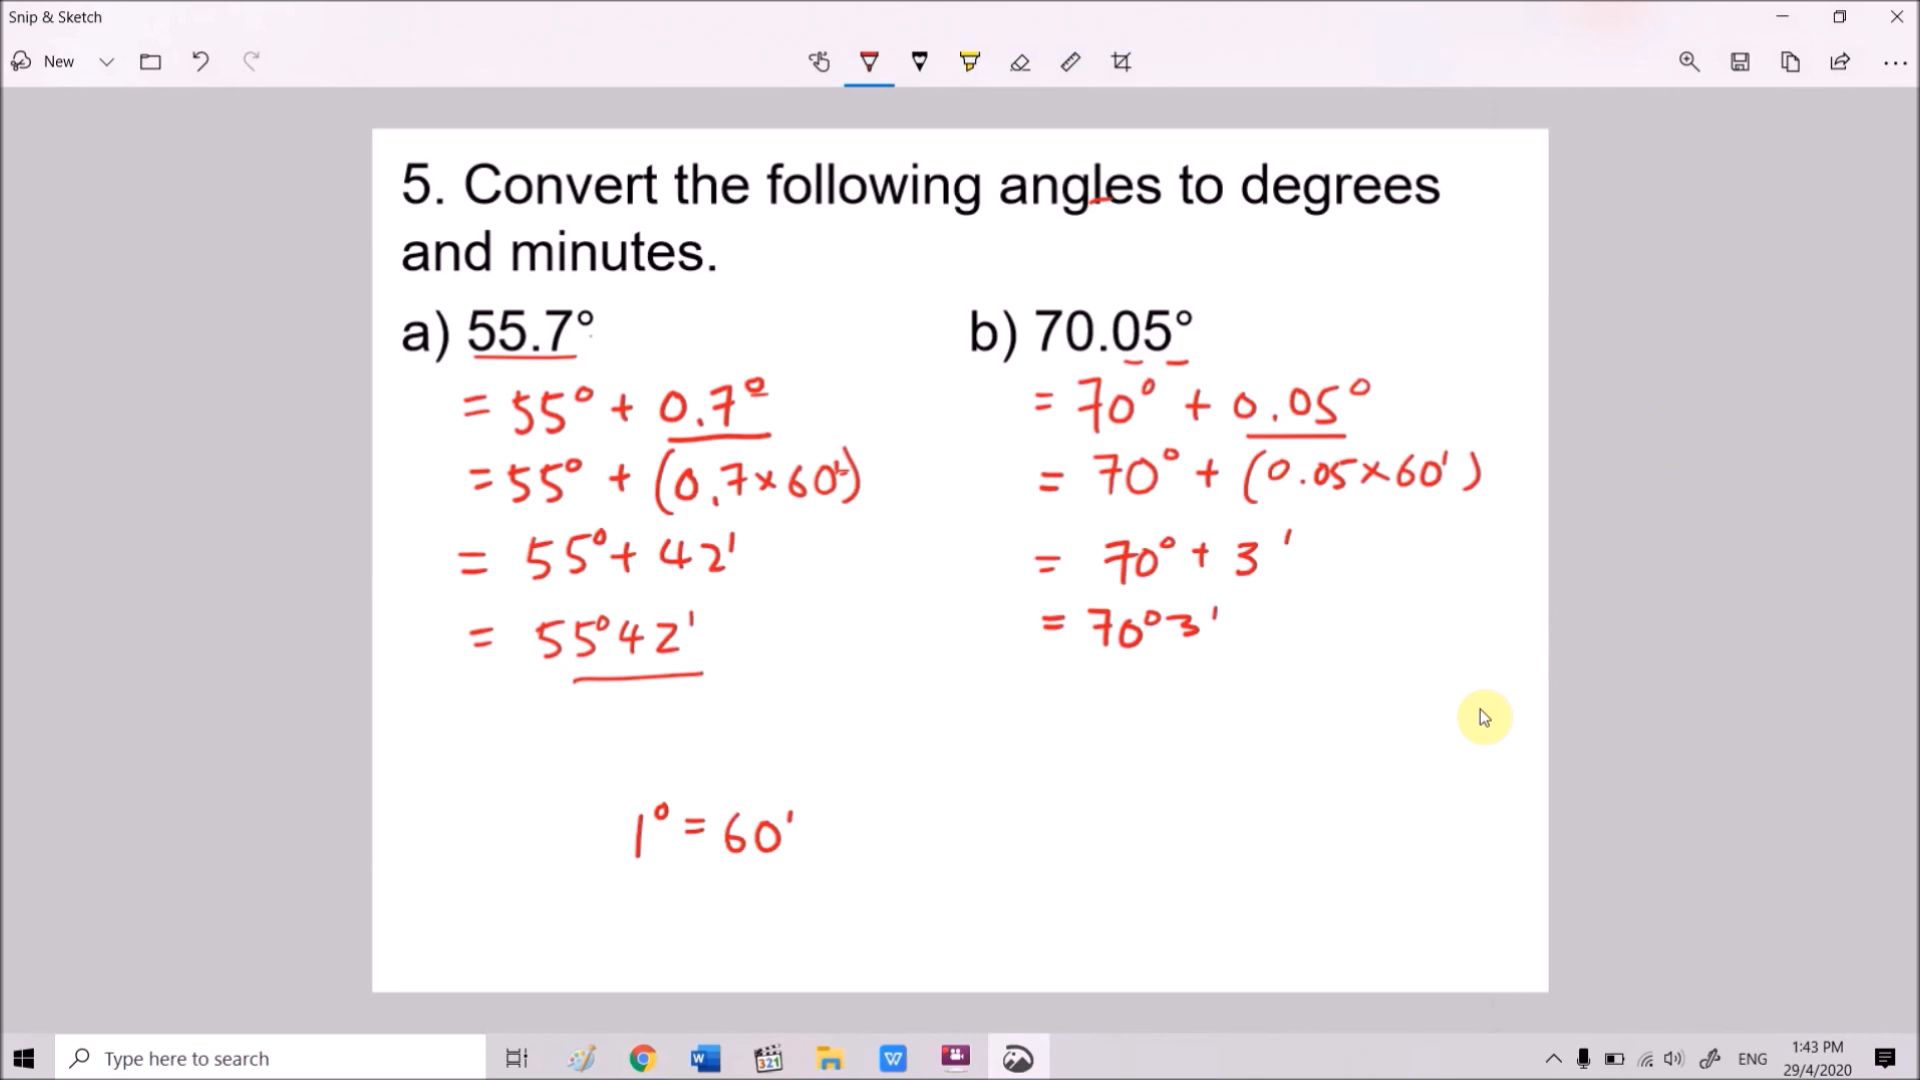 Snip & Sketch
New
5. Convert the following angles to degrees
and minutes.
a) 55.7°
= 55° + 0.7°
= 55° + (0.7 × 60')
= 55° + 42'
= 55°42'
b) 70.05°
= 70° + 0.05°
= 70° + (0.05 × 60')
= 70° + 3'
= 70°3'
1° = 60'
Type here to search
321
ENG
1:43 PM
29/4/2020